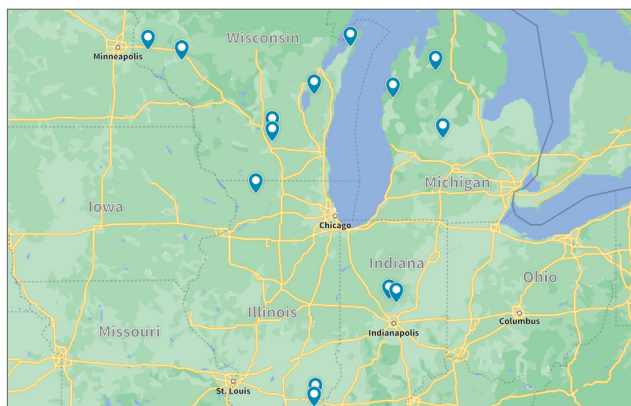 Wisconsin
Minneapolis
Michigan
Iowa
Chicago
Indiana
Ohio
Illinois
Columbus
Missouri
Indianapolis
St. Louis